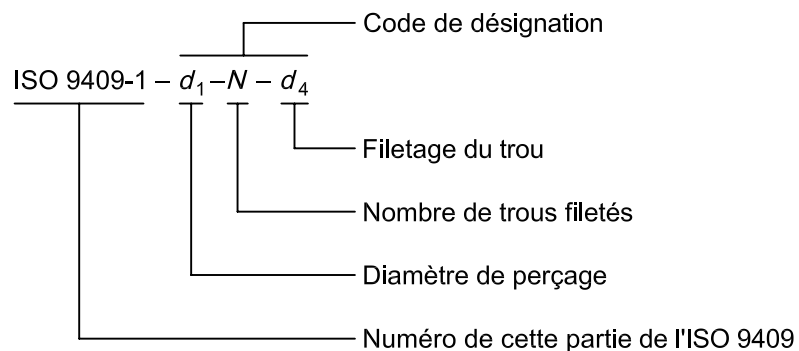 Code de désignation
ISO 9409-1 – d1 –N – d4
Filetage du trou
Nombre de trous filetés
Diamètre de perçage
Numéro de cette partie de l'ISO 9409